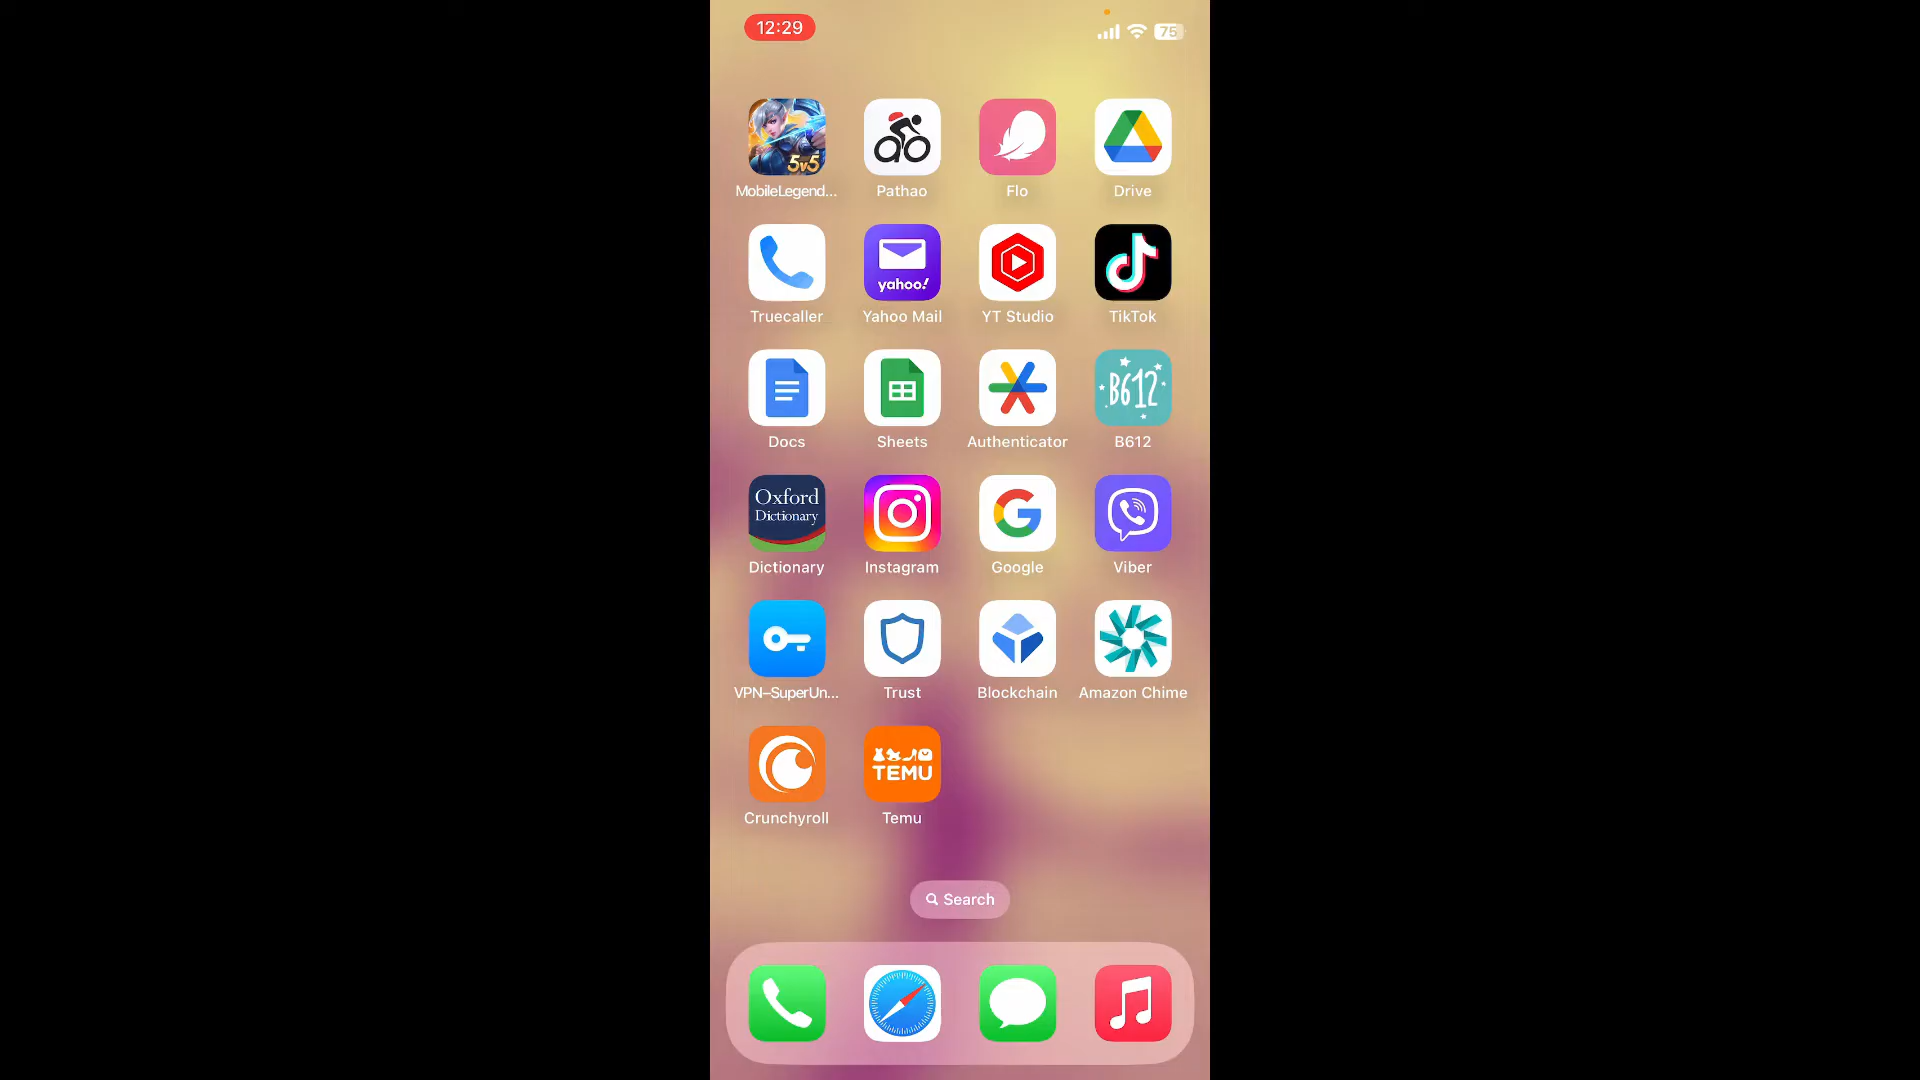 12:29
75
5v5
MobileLegend...
Pathao
Flo
Drive
yahoo!
Truecaller
Yahoo Mail
YT Studio
TikTok
B612
Docs
Sheets
Authenticator
B612
Oxford
Dictionary
Dictionary
Instagram
Google
Viber
VPN–SuperUn...
Trust
Blockchain
Amazon Chime
TEMU
Crunchyroll
Temu
Search